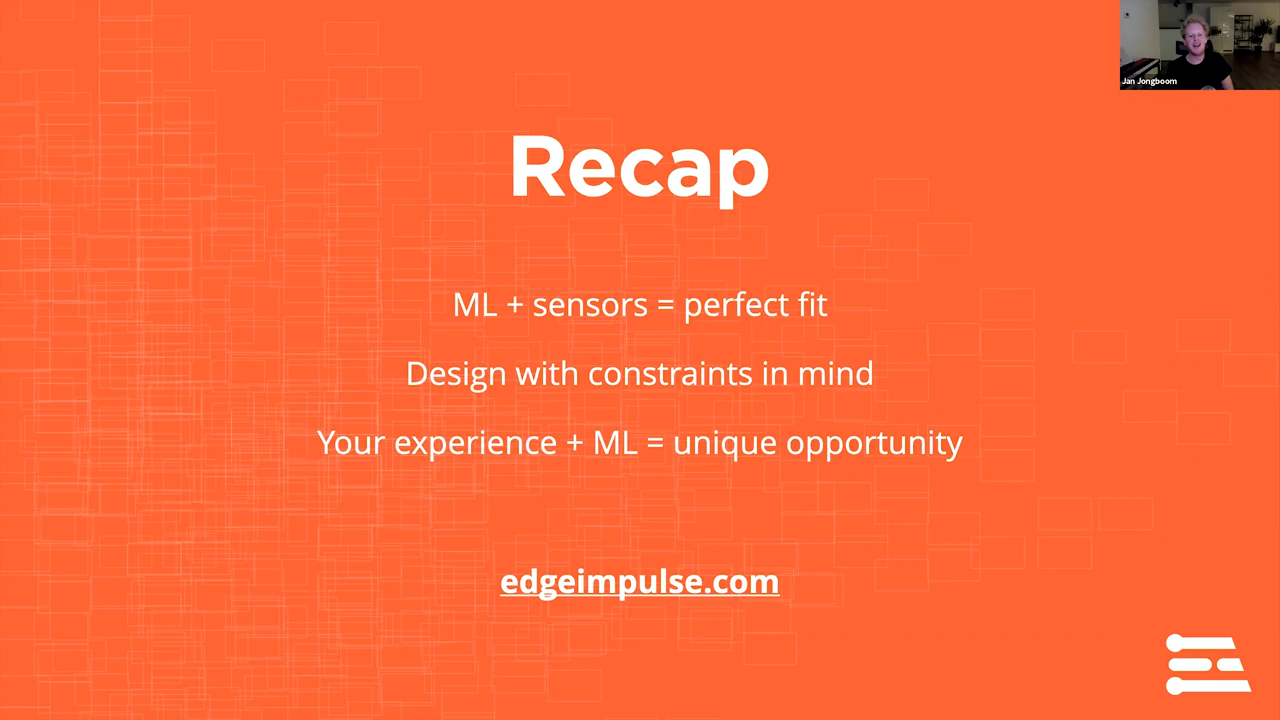 Jan Jongboom
Recap
ML + sensors = perfect fit
Design with constraints in mind
Your experience + ML = unique opportunity
edgeimpulse.com